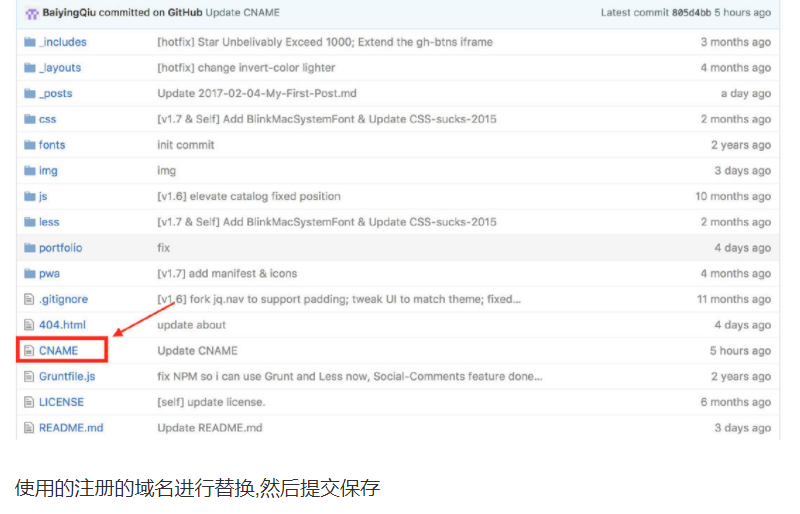 BaiyingQiu committed on GitHub Update CNAME Latest commit 805d4bb 5 hours ago
_includes [hotfix] Star Unbelivably Exceed 1000; Extend the gh-btns iframe 3 months ago
_layouts [hotfix] change invert-color lighter 4 months ago
_posts Update 2017-02-04-My-First-Post.md a day ago
css [v1.7 & Self] Add BlinkMacSystemFont & Update CSS-sucks-2015 2 months ago
fonts init commit 2 years ago
img img 3 days ago
js [v1.6] elevate catalog fixed position 10 months ago
less [v1.7 & Self] Add BlinkMacSystemFont & Update CSS-sucks-2015 2 months ago
portfolio fix 4 days ago
pwa [v1.7] add manifest & icons 4 months ago
.gitignore [v1.6] fork jq.nav to support padding; tweak UI to match theme; fixed... 11 months ago
404.html update about 4 days ago
CNAME Update CNAME 5 hours ago
Gruntfile.js fix NPM so i can use Grunt and Less now, Social-Comments feature done... 2 years ago
LICENSE [self] update license. 6 months ago
README.md Update README.md 3 days ago
使用的注册的域名进行替换,然后提交保存